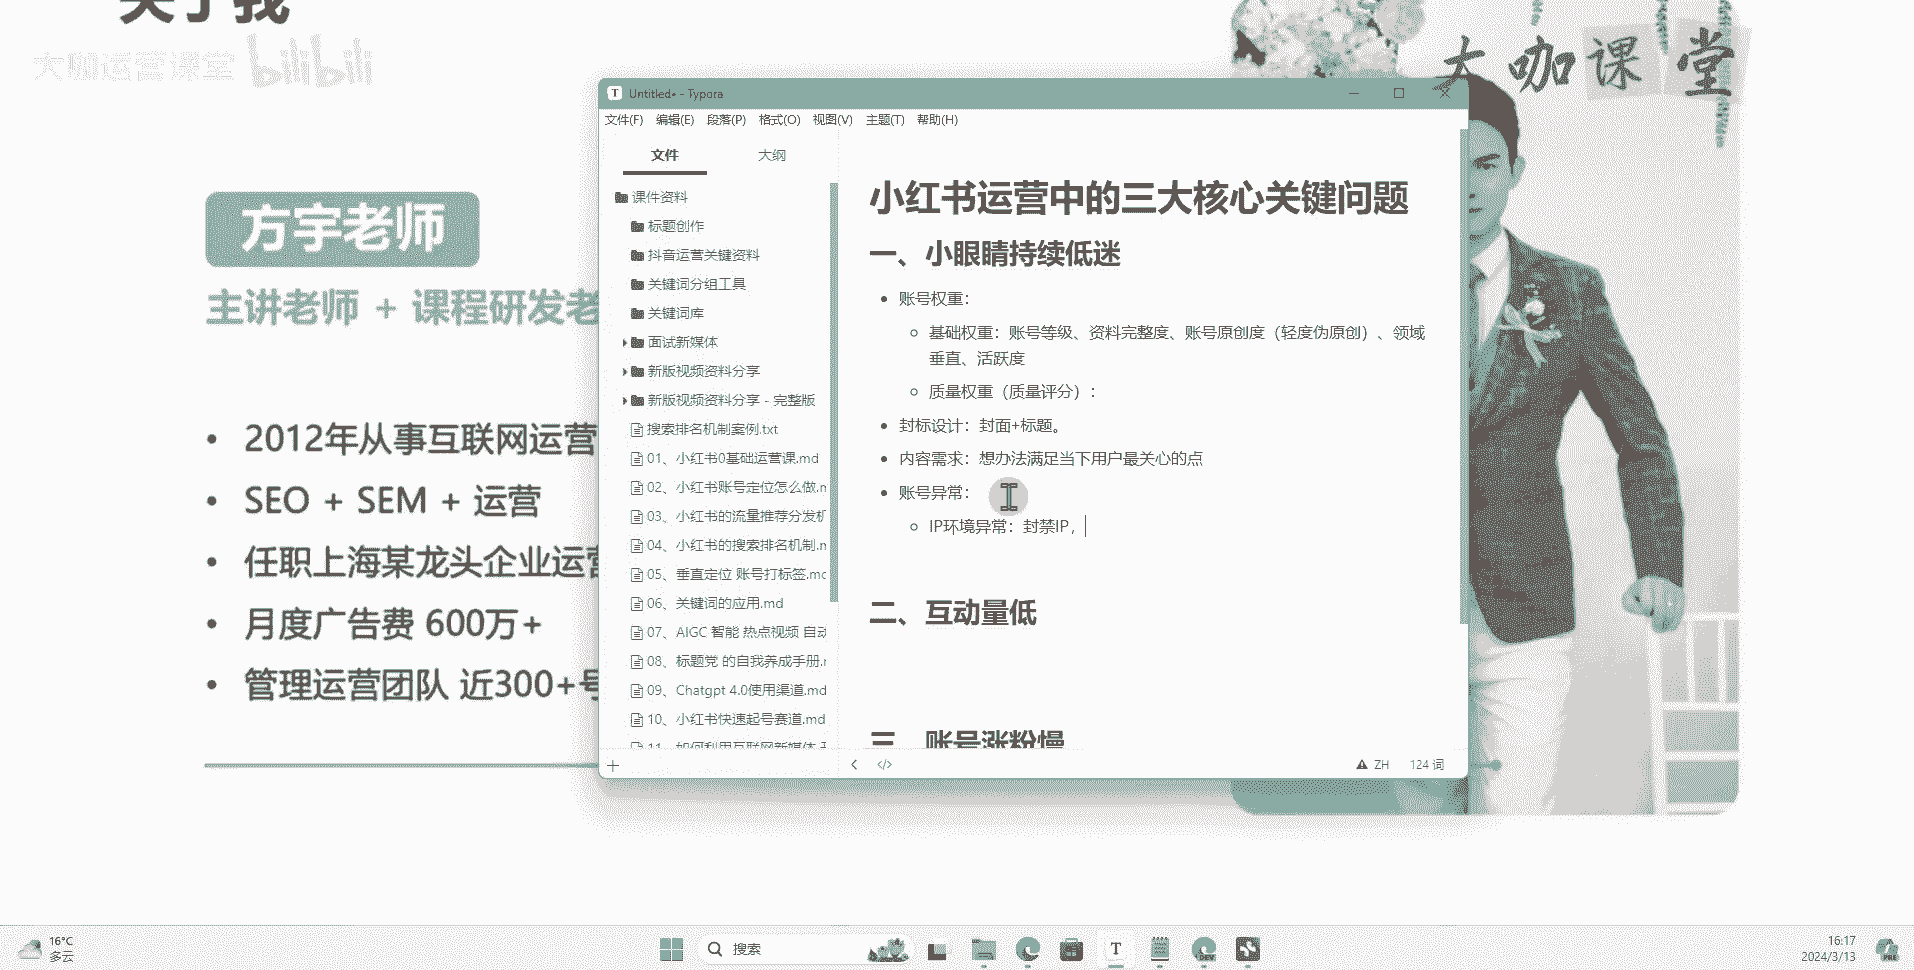 关于我
大咖运营课堂 bilibili
大咖课堂
方宇老师
主讲老师 + 课程研发老
2012年从事互联网运营
SEO + SEM + 运营
任职上海某龙头企业运营
月度广告费 600万+
管理运营团队 近300+号
Untitled• - Typora
文件(F) 编辑(E) 段落(P) 格式(O) 视图(V) 主题(T) 帮助(H)
文件 大纲
课件资料
标题创作
抖音运营关键资料
关键词分组工具
关键词库
面试新媒体
新版视频资料分享
新版视频资料分享 - 完整版
搜索排名机制案例.txt
01、小红书0基础运营课.md
02、小红书账号定位怎么做.m
03、小红书的流量推荐分发机
04、小红书的搜索排名机制.m
05、垂直定位 账号打标签.mc
06、关键词的应用.md
07、AIGC 智能 热点视频 自动
08、标题党 的自我养成手册.r
09、Chatgpt 4.0使用渠道.md
10、小红书快速起号赛道.md
11、如何利用互联网新媒体
小红书运营中的三大核心关键问题
一、小眼睛持续低迷
账号权重：
基础权重：账号等级、资料完整度、账号原创度（轻度伪原创）、领域
垂直、活跃度
质量权重（质量评分）：
封标设计：封面+标题。
内容需求：想办法满足当下用户最关心的点
账号异常：
IP环境异常：封禁IP，
二、互动量低
三、账号涨粉慢
</> ZH 124 词
16°C
多云
搜索
DEV
16:17
2024/3/13
PRE